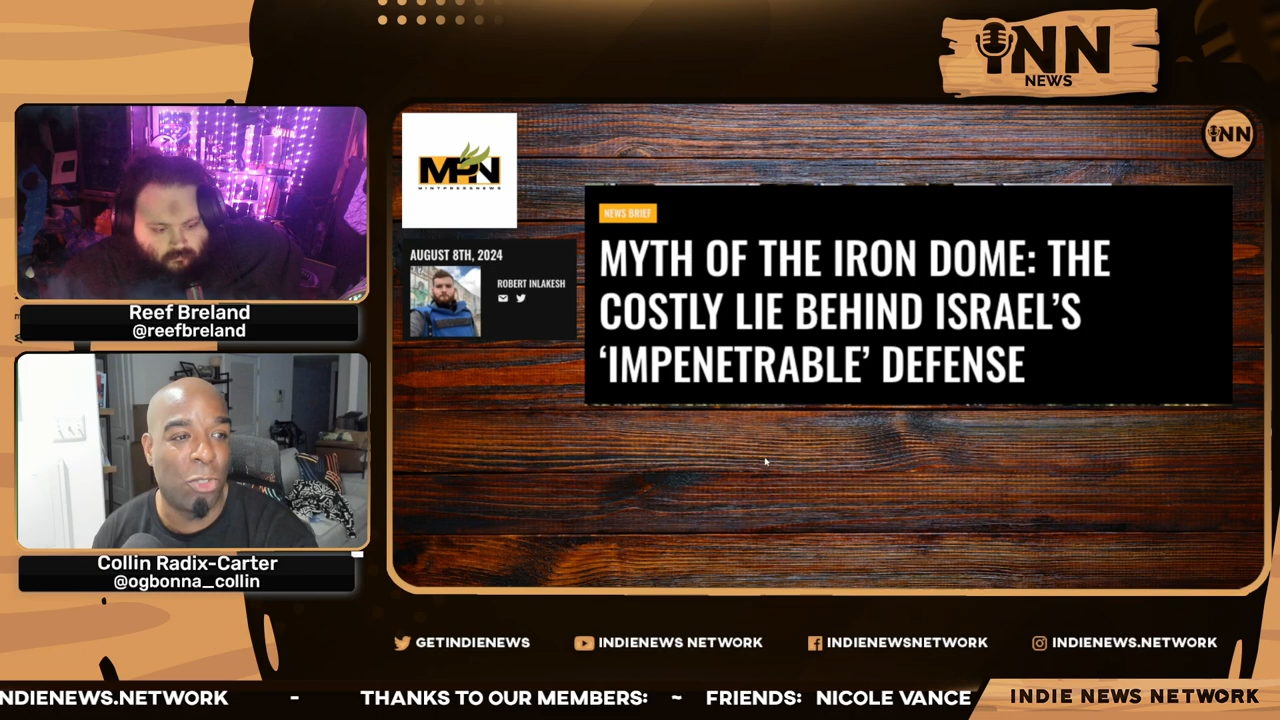 INN
NEWS
Reef Breland
@reefbreland
Collin Radix-Carter
@ogbonna_collin
MPN
MINTPRESSNEWS
AUGUST 8TH, 2024
ROBERT INLAKESH
NEWS BRIEF
MYTH OF THE IRON DOME: THE
COSTLY LIE BEHIND ISRAEL'S
‘IMPENETRABLE’ DEFENSE
INN
GETINDIENEWS
INDIENEWS NETWORK
INDIENEWSNETWORK
INDIENEWS.NETWORK
NDIENEWS.NETWORK - THANKS TO OUR MEMBERS: ~ FRIENDS: NICOLE VANCE
INDIE NEWS NETWORK